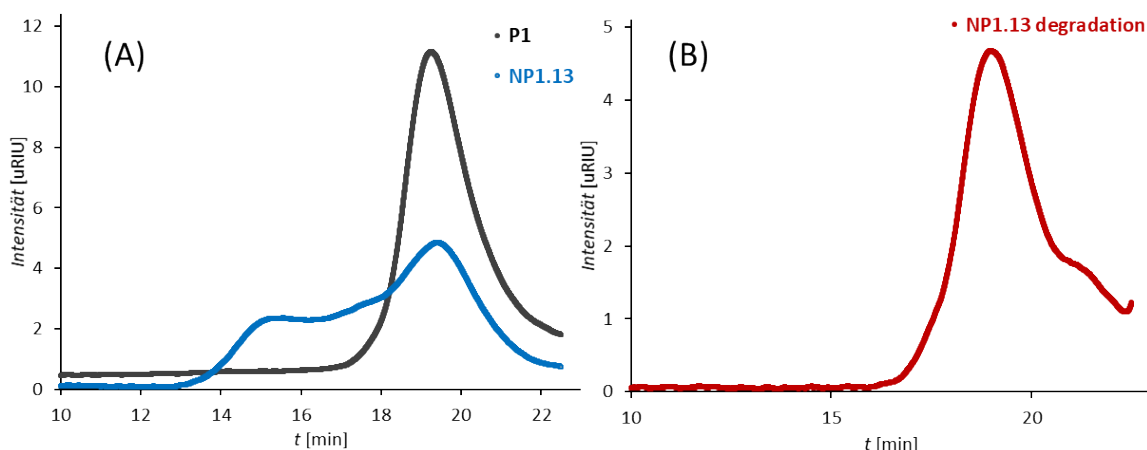 (A)
• P1
• NP1.13
12
10
8
6
4
2
0
Intensität [uRIU]
10 12 14 16 18 20 22
t [min]
(B)
• NP1.13 degradation
5
4
3
2
1
0
Intensität [uRIU]
10 15 20
t [min]